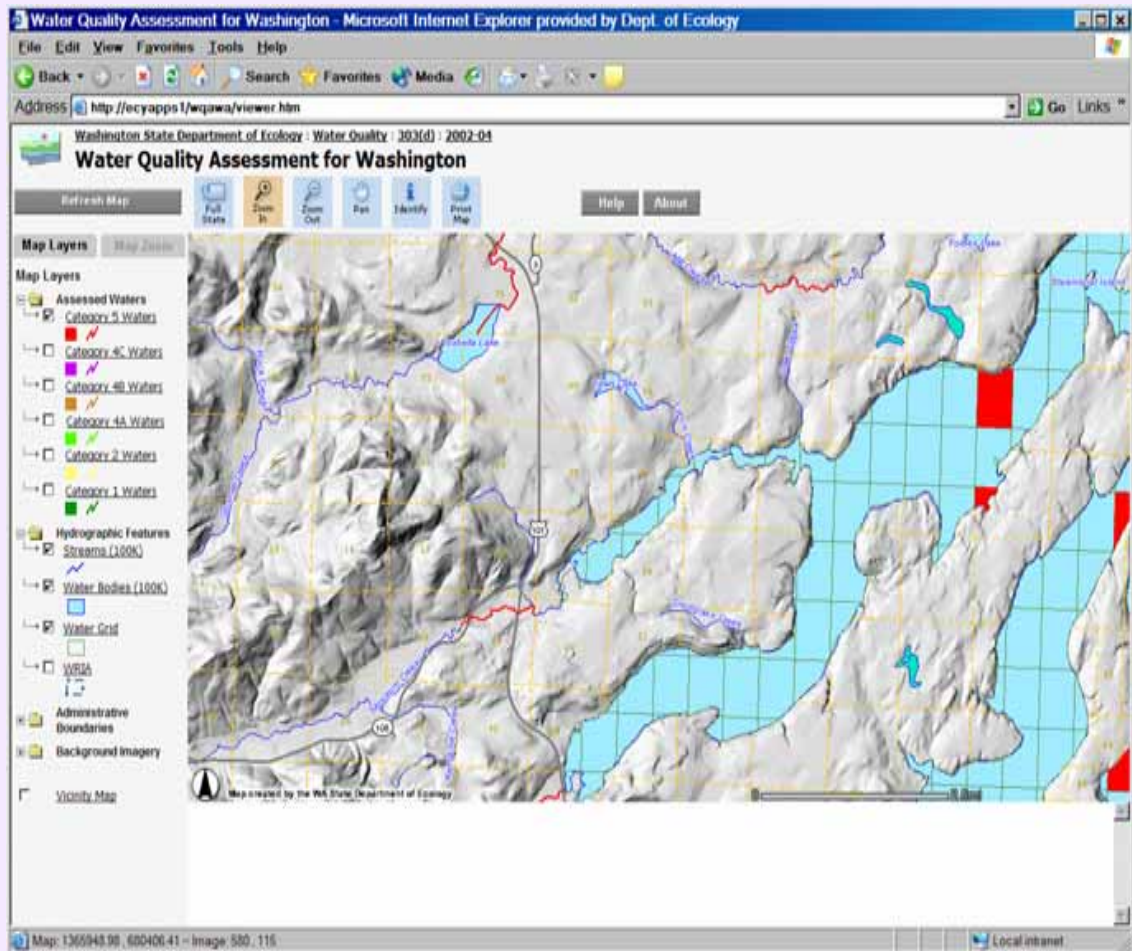 Water Quality Assessment for Washington - Microsoft Internet Explorer provided by Dept. of Ecology
File Edit View Favorites Tools Help
Back Search Favorites Media
Address http://ecyapps1/wqawa/viewer.htm Go Links »
Washington State Department of Ecology : Water Quality : 303(d) : 2002-04
Water Quality Assessment for Washington
Refresh Map
Full State
Zoom In
Zoom Out
Pan
Identify
Print Map
Help About
Map Layers Map Zoom
Map Layers
Assessed Waters
Category 5 Waters
Category 4C Waters
Category 4B Waters
Category 4A Waters
Category 2 Waters
Category 1 Waters
Hydrographic Features
Streams (100K)
Water Bodies (100K)
Water Grid
WRIA
Administrative Boundaries
Background Imagery
Vicinity Map
3
101
108
Map created by the WA State Department of Ecology
Map: 1365948.98 , 680406.41 -- Image: 580 , 115
Local intranet